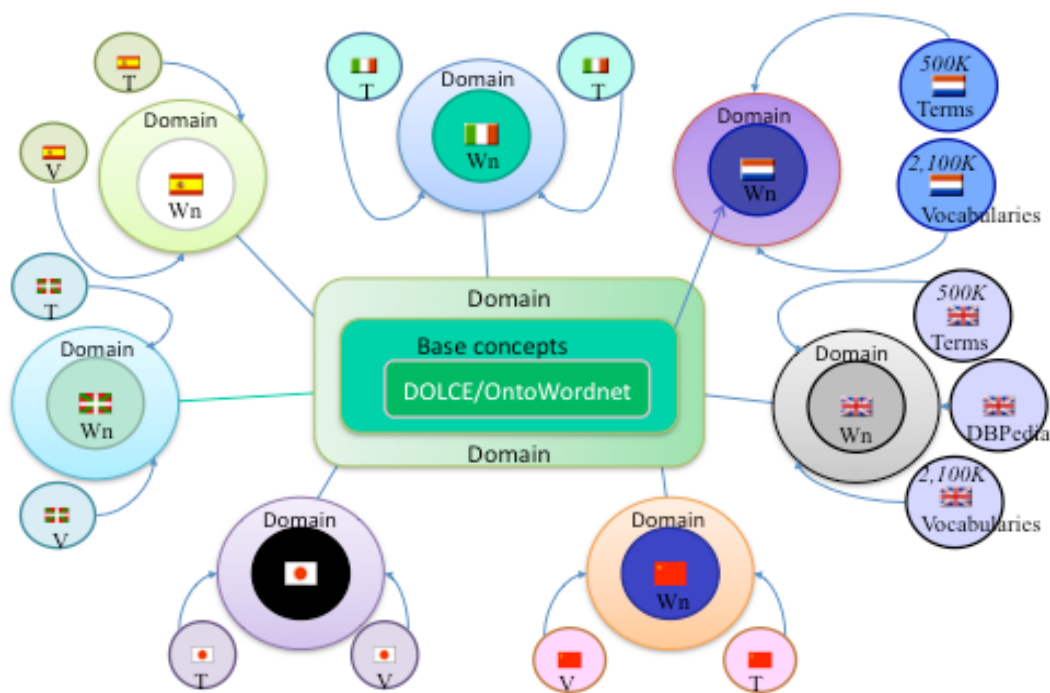 T
Domain
Wn
V
T
Domain
Wn
T
500K
Terms
Domain
Wn
2,100K
Vocabularies
T
Domain
Wn
V
Domain
Base concepts
DOLCE/OntoWordnet
Domain
500K
Terms
Domain
Wn
DBPedia
2,100K
Vocabularies
Domain
T
V
Domain
Wn
V
T